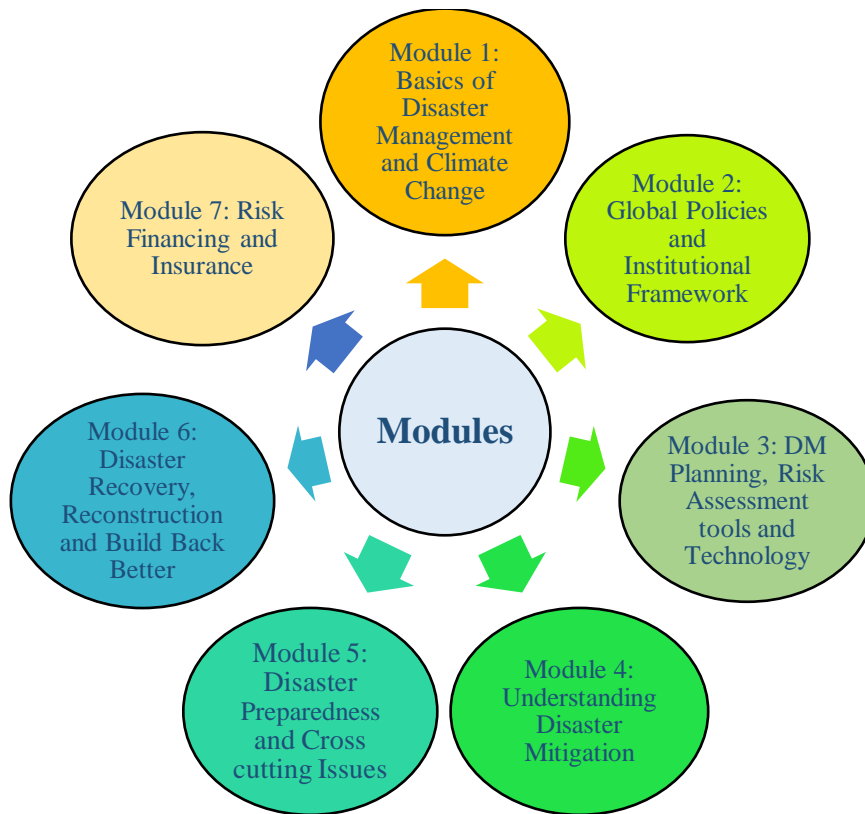 Module 1:
Basics of
Disaster
Management
and Climate
Change
Module 2:
Global Policies
and
Institutional
Framework
Module 3: DM
Planning, Risk
Assessment
tools and
Technology
Module 4:
Understanding
Disaster
Mitigation
Module 5:
Disaster
Preparedness
and Cross
cutting Issues
Module 6:
Disaster
Recovery,
Reconstruction
and Build Back
Better
Module 7: Risk
Financing and
Insurance
Modules